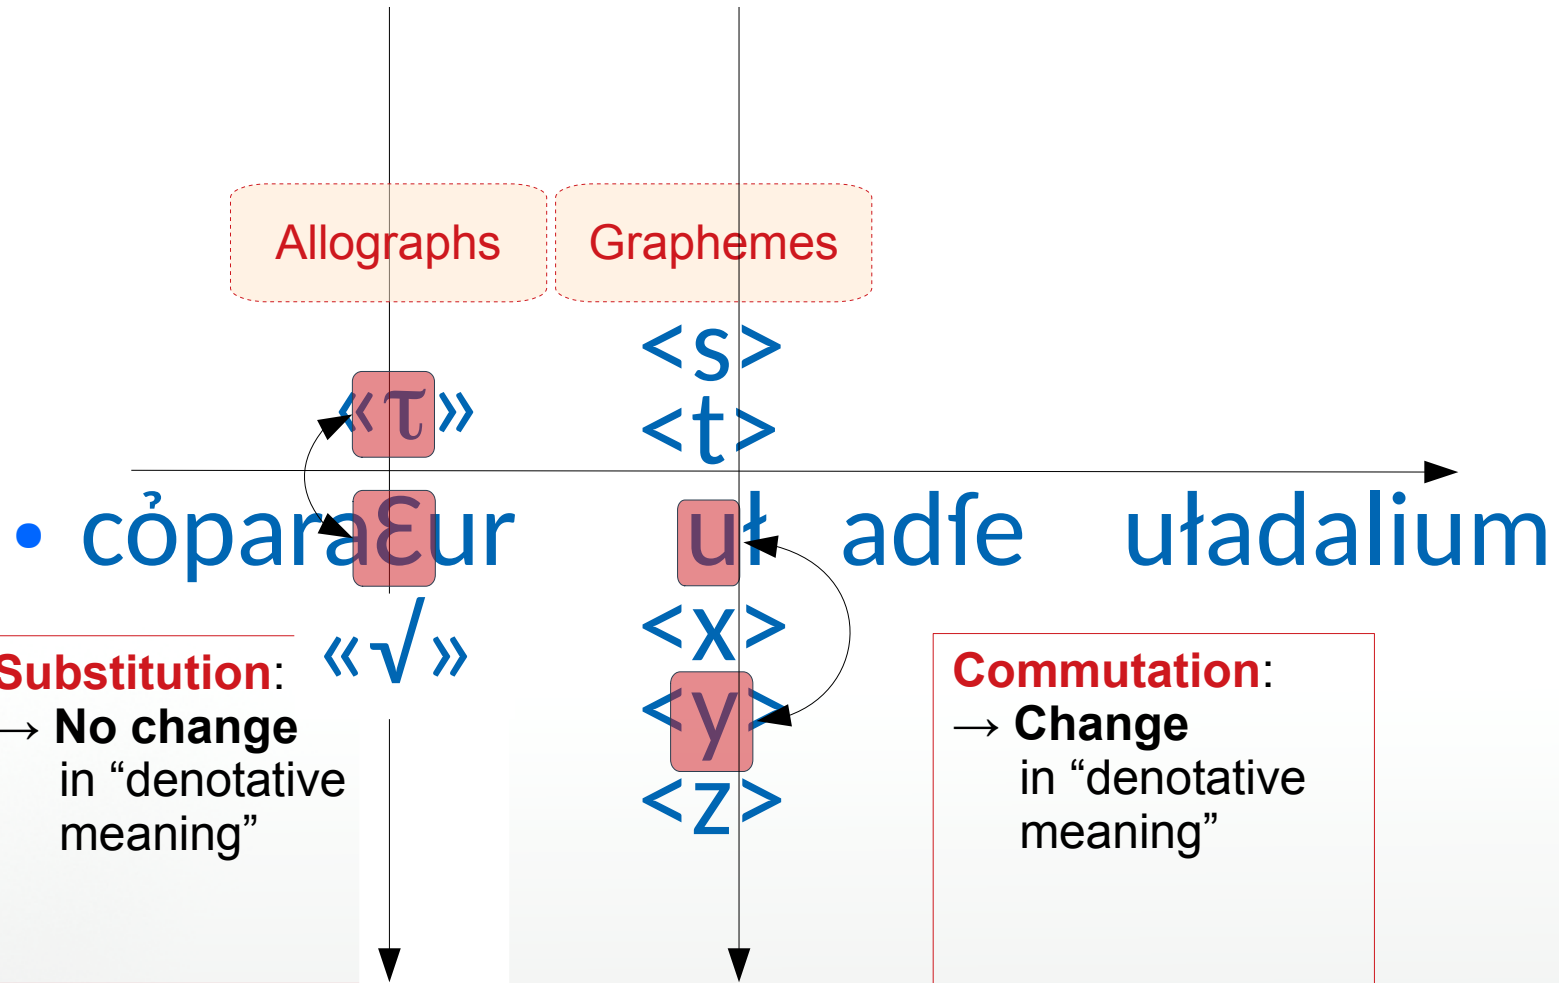 Allographs Graphemes
<s>
«τ» <t>
• cỏparaƐur uł adſe uładalium
«√» <x>
<y>
<z>
Substitution:
→ No change
in “denotative
meaning”
Commutation:
→ Change
in “denotative
meaning”